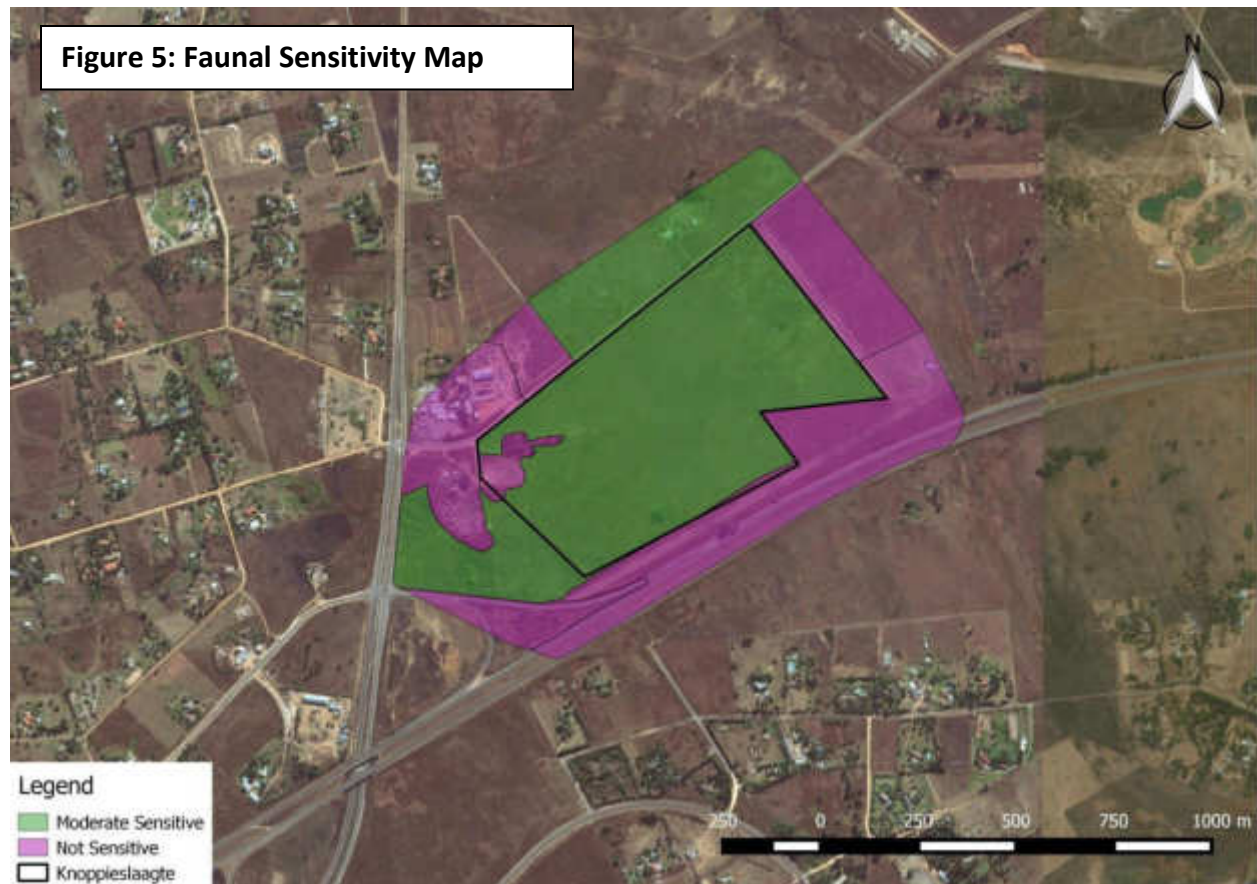 Figure 5: Faunal Sensitivity Map
N
Legend
Moderate Sensitive
Not Sensitive
Knoppieslaagte
250 0 250 500 750 1000 m